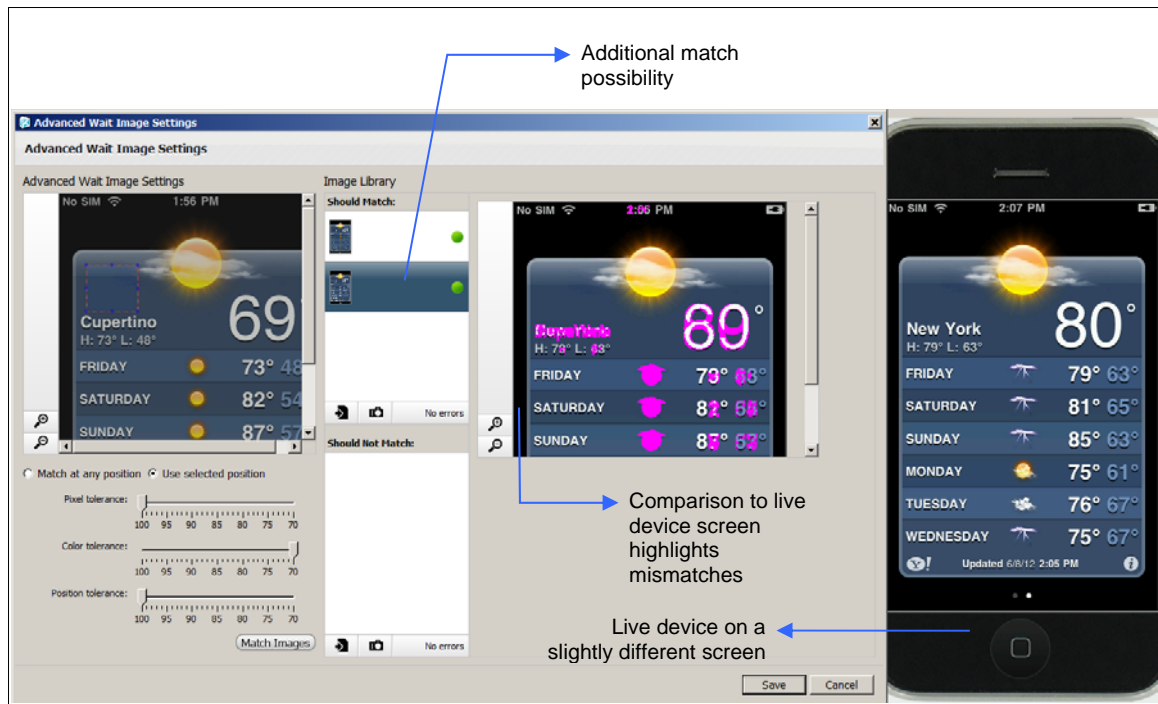 Additional match
possibility
Advanced Wait Image Settings
Advanced Wait Image Settings
Advanced Wait Image Settings
No SIM 1:56 PM
69°
Cupertino
H: 73° L: 48°
FRIDAY 73° 48
SATURDAY 82° 54
SUNDAY 87° 57
Match at any position Use selected position
Pixel tolerance:
100 95 90 85 80 75 70
Color tolerance:
100 95 90 85 80 75 70
Position tolerance:
100 95 90 85 80 75 70
Match Images
Image Library
Should Match:
No errors
Should Not Match:
No errors
No SIM PM
H: L:
FRIDAY
SATURDAY
SUNDAY
Comparison to live
device screen
highlights
mismatches
Live device on a
slightly different screen
Save Cancel
No SIM 2:07 PM
80°
New York
H: 79° L: 63°
FRIDAY 79° 63°
SATURDAY 81° 65°
SUNDAY 85° 63°
MONDAY 75° 61°
TUESDAY 76° 67°
WEDNESDAY 75° 67°
Y! Updated 6/8/12 2:05 PM i